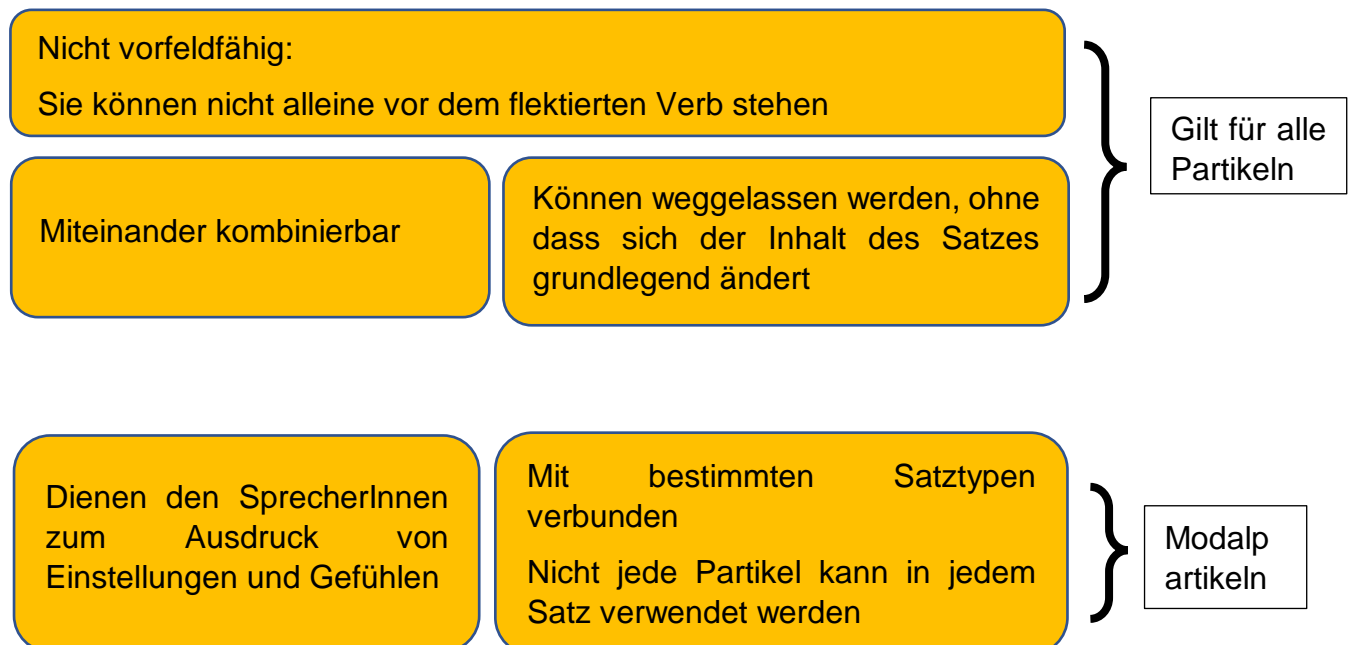 Nicht vorfeldfähig:
Sie können nicht alleine vor dem flektierten Verb stehen
Gilt für alle
Partikeln
Miteinander kombinierbar
Können weggelassen werden, ohne
dass sich der Inhalt des Satzes
grundlegend ändert
Dienen den SprecherInnen
zum Ausdruck von
Einstellungen und Gefühlen
Mit bestimmten Satztypen
verbunden
Nicht jede Partikel kann in jedem
Satz verwendet werden
Modalp
artikeln